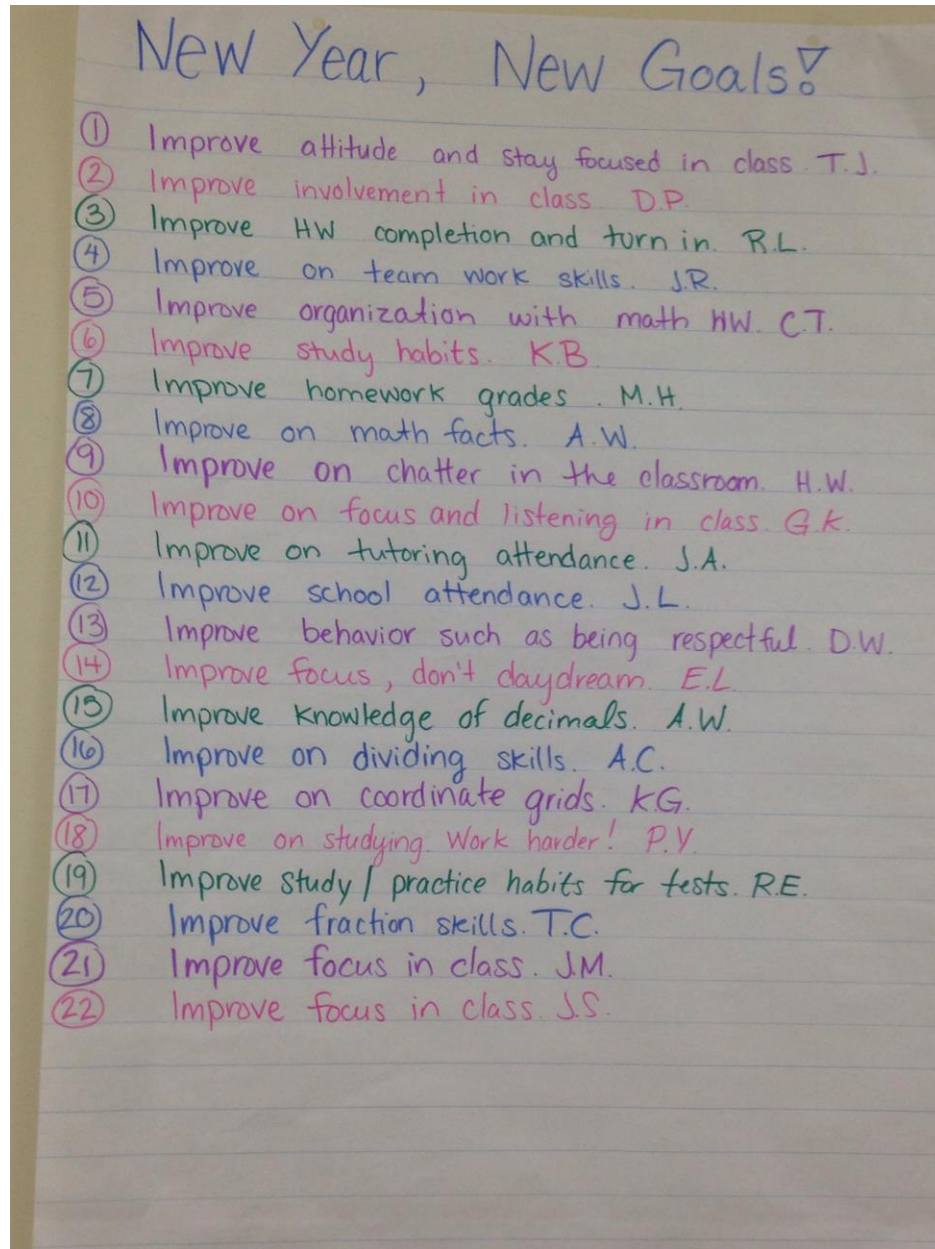 New Year, New Goals!
1 Improve attitude and stay focused in class. T.J.
2 Improve involvement in class. D.P.
3 Improve HW completion and turn in. R.L.
4 Improve on team work skills. J.R.
5 Improve organization with math HW. C.T.
6 Improve study habits. K.B.
7 Improve homework grades. M.H.
8 Improve on math facts. A.W.
9 Improve on chatter in the classroom. H.W.
10 Improve on focus and listening in class. G.K.
11 Improve on tutoring attendance. J.A.
12 Improve school attendance. J.L.
13 Improve behavior such as being respectful. D.W.
14 Improve focus, don't daydream. E.L.
15 Improve knowledge of decimals. A.W.
16 Improve on dividing skills. A.C.
17 Improve on coordinate grids. K.G.
18 Improve on studying. Work harder! P.Y.
19 Improve study / practice habits for tests. R.E.
20 Improve fraction skills. T.C.
21 Improve focus in class. J.M.
22 Improve focus in class. J.S.